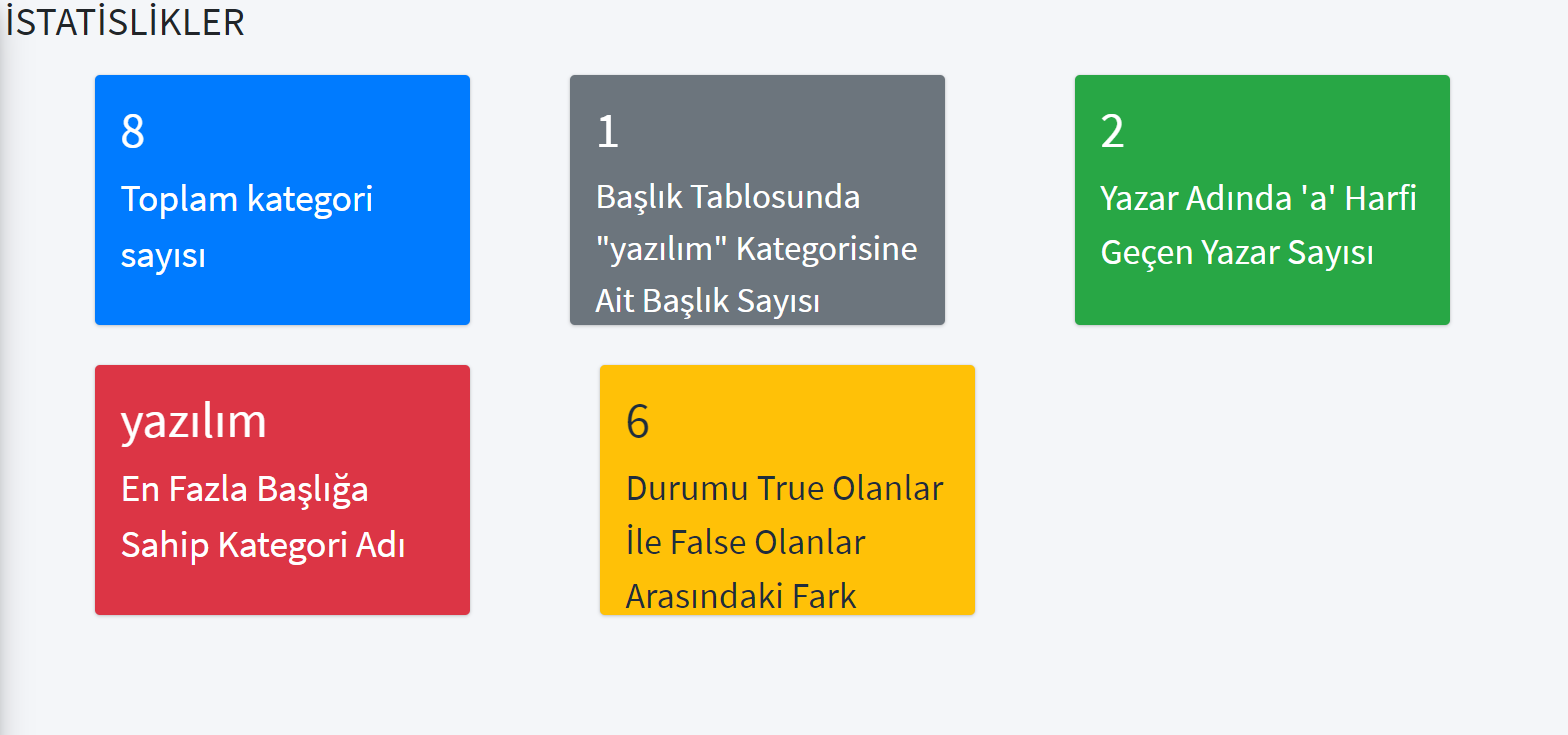 İSTATİSLİKLER
8
Toplam kategori
sayısı
1
Başlık Tablosunda
"yazılım" Kategorisine
Ait Başlık Sayısı
2
Yazar Adında 'a' Harfi
Geçen Yazar Sayısı
yazılım
En Fazla Başlığa
Sahip Kategori Adı
6
Durumu True Olanlar
İle False Olanlar
Arasındaki Fark